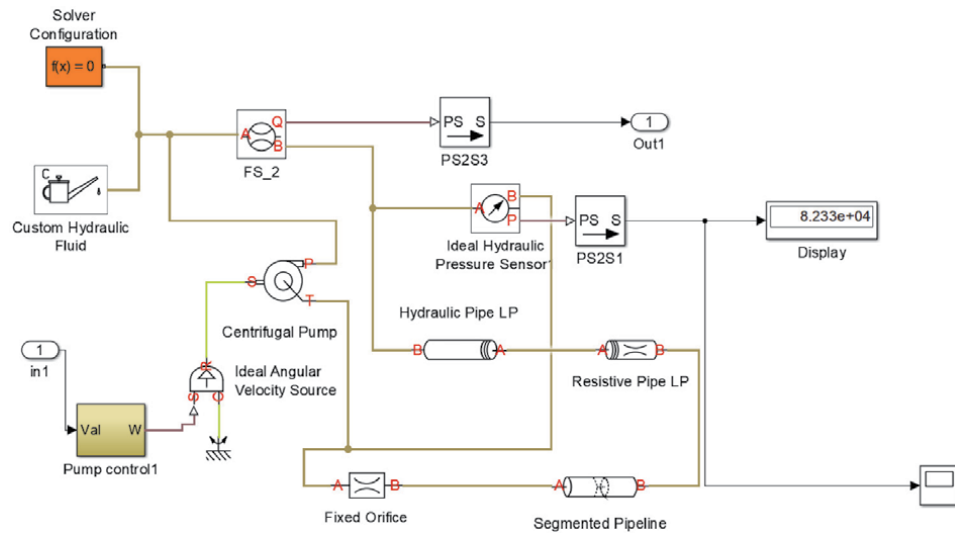 Solver
Configuration
f(x) = 0
C
Custom Hydraulic
Fluid
A
Q
B
FS_2
PS S
PS2S3
1
Out1
A
B
P
Ideal Hydraulic
Pressure Sensor1
PS S
PS2S1
8.233e+04
Display
S
P
T
Centrifugal Pump
Hydraulic Pipe LP
B
A
A
B
Resistive Pipe LP
1
in1
R
S
C
Ideal Angular
Velocity Source
Val W
Pump control1
A
B
Fixed Orifice
A
B
Segmented Pipeline